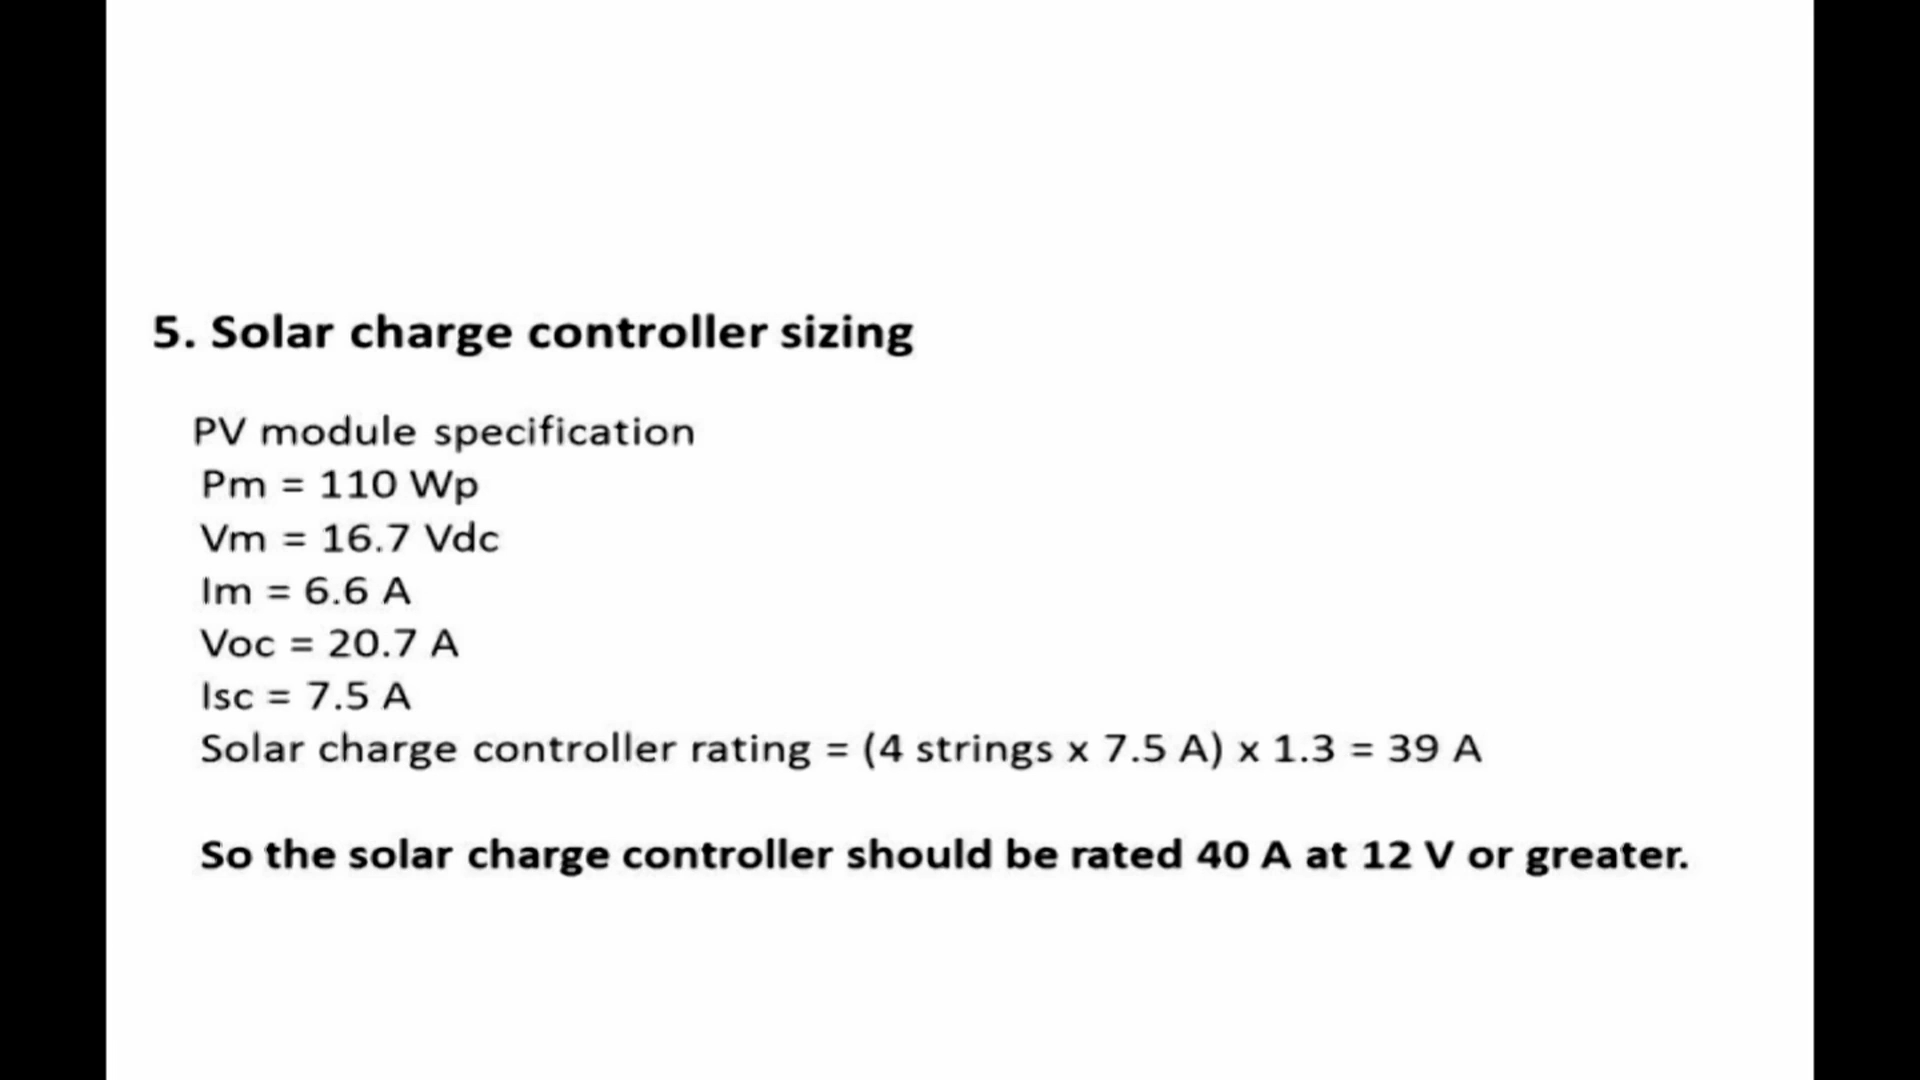 5. Solar charge controller sizing
PV module specification
Pm = 110 Wp
Vm = 16.7 Vdc
Im = 6.6 A
Voc = 20.7 A
Isc = 7.5 A
Solar charge controller rating = (4 strings x 7.5 A) x 1.3 = 39 A
So the solar charge controller should be rated 40 A at 12 V or greater.